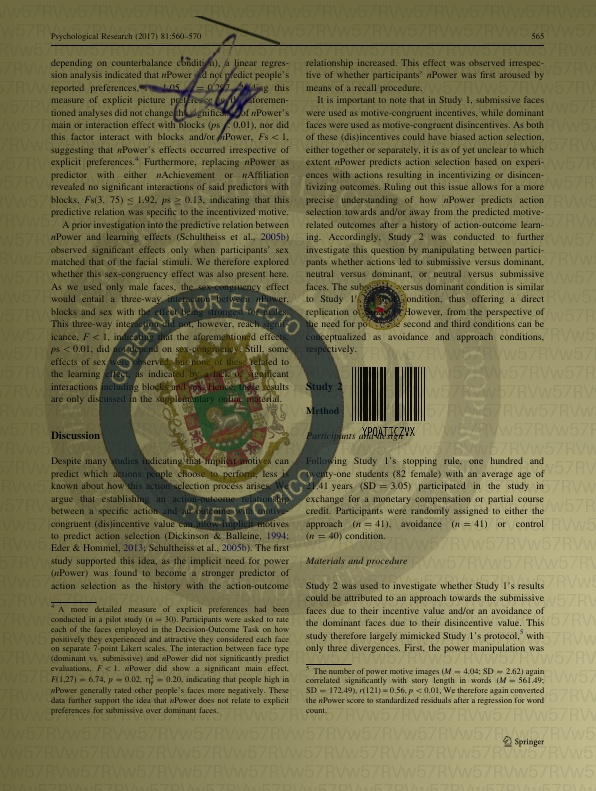 Psychological Research (2017) 81:560–570
565
depending on counterbalance condition), a linear regres-
sion analysis indicated that nPower did not predict people's
reported preferences,
this
measure of explicit picture preference aforemen-
tioned analyses did not change the significance of nPower's
main or interaction effect with blocks (ps < 0.01), nor did
this factor interact with blocks and/or nPower, Fs < 1,
suggesting that nPower's effects occurred irrespective of
explicit preferences.4 Furthermore, replacing nPower as
predictor with either nAchievement or nAffiliation
revealed no significant interactions of said predictors with
blocks, Fs(3, 75) ≤ 1.92, ps ≥ 0.13, indicating that this
predictive relation was specific to the incentivized motive.
A prior investigation into the predictive relation between
nPower and learning effects (Schultheiss et al., 2005b)
observed significant effects only when participants' sex
matched that of the facial stimuli. We therefore explored
whether this sex-congruency effect was also present here.
As we used only male faces, the sex-congruency effect
would entail a three-way interaction between nPower,
blocks and sex with the effect being strongest for males.
This three-way interaction did not, however, reach signif-
icance, F < 1, indicating that the aforementioned effects,
ps < 0.01, did not depend on sex-congruency. Still, some
effects of sex were observed, but none of these related to
the learning effect, as indicated by a lack of significant
interactions including blocks and sex. Hence, these results
are only discussed in the supplementary online material.
Discussion
Despite many studies indicating that implicit motives can
predict which actions people choose to perform, less is
known about how this action selection process arises. We
argue that establishing an action-outcome relationship
between a specific action and an outcome with motive
congruent (dis)incentive value can allow implicit motives
to predict action selection (Dickinson & Balleine, 1994;
Eder & Hommel, 2013; Schultheiss et al., 2005b). The first
study supported this idea, as the implicit need for power
(nPower) was found to become a stronger predictor of
action selection as the history with the action-outcome
4 A more detailed measure of explicit preferences had been
conducted in a pilot study (n = 30). Participants were asked to rate
each of the faces employed in the Decision-Outcome Task on how
positively they experienced and attractive they considered each face
on separate 7-point Likert scales. The interaction between face type
(dominant vs. submissive) and nPower did not significantly predict
evaluations, F < 1. nPower did show a significant main effect,
F(1,27) = 6.74, p = 0.02, η²p = 0.20, indicating that people high in
nPower generally rated other people's faces more negatively. These
data further support the idea that nPower does not relate to explicit
preferences for submissive over dominant faces.
relationship increased. This effect was observed irrespec-
tive of whether participants' nPower was first aroused by
means of a recall procedure.
It is important to note that in Study 1, submissive faces
were used as motive-congruent incentives, while dominant
faces were used as motive-congruent disincentives. As both
of these (dis)incentives could have biased action selection,
either together or separately, it is as of yet unclear to which
extent nPower predicts action selection based on experi-
ences with actions resulting in incentivizing or disincen-
tivizing outcomes. Ruling out this issue allows for a more
precise understanding of how nPower predicts action
selection towards and/or away from the predicted motive-
related outcomes after a history of action-outcome learn-
ing. Accordingly, Study 2 was conducted to further
investigate this question by manipulating between partici-
pants whether actions led to submissive versus dominant,
neutral versus dominant, or neutral versus submissive
faces. The versus dominant condition is similar
to Study condition, thus offering a direct
replication However, from the perspective of
the need for second and third conditions can be
conceptualized as avoidance and approach conditions,
respectively.
Study 2
Method
YPOATTCZVX
Participants and design
Following Study 1's stopping rule, one hundred and
twenty-one students (82 female) with an average age of
21.41 years (SD = 3.05) participated in the study in
exchange for a monetary compensation or partial course
credit. Participants were randomly assigned to either the
approach (n = 41), avoidance (n = 41) or control
(n = 40) condition.
Materials and procedure
Study 2 was used to investigate whether Study 1's results
could be attributed to an approach towards the submissive
faces due to their incentive value and/or an avoidance of
the dominant faces due to their disincentive value. This
study therefore largely mimicked Study 1's protocol,5 with
only three divergences. First, the power manipulation was
5 The number of power motive images (M = 4.04; SD = 2.62) again
correlated significantly with story length in words (M = 561.49;
SD = 172.49), r(121) = 0.56, p < 0.01, We therefore again converted
the nPower score to standardized residuals after a regression for word
count.
Springer